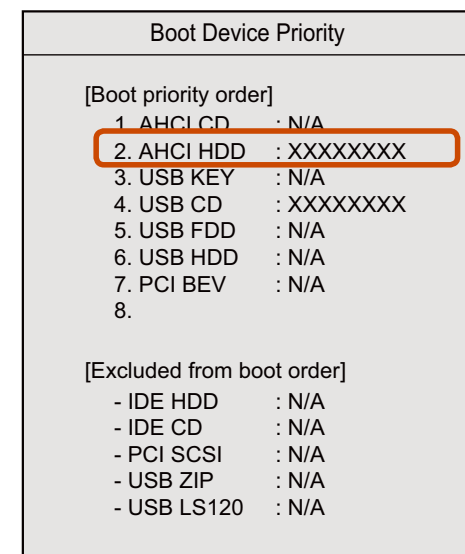 Boot Device Priority
[Boot priority order]
1. AHCI CD : N/A
2. AHCI HDD : XXXXXXXX
3. USB KEY : N/A
4. USB CD : XXXXXXXX
5. USB FDD : N/A
6. USB HDD : N/A
7. PCI BEV : N/A
8.
[Excluded from boot order]
- IDE HDD : N/A
- IDE CD : N/A
- PCI SCSI : N/A
- USB ZIP : N/A
- USB LS120 : N/A